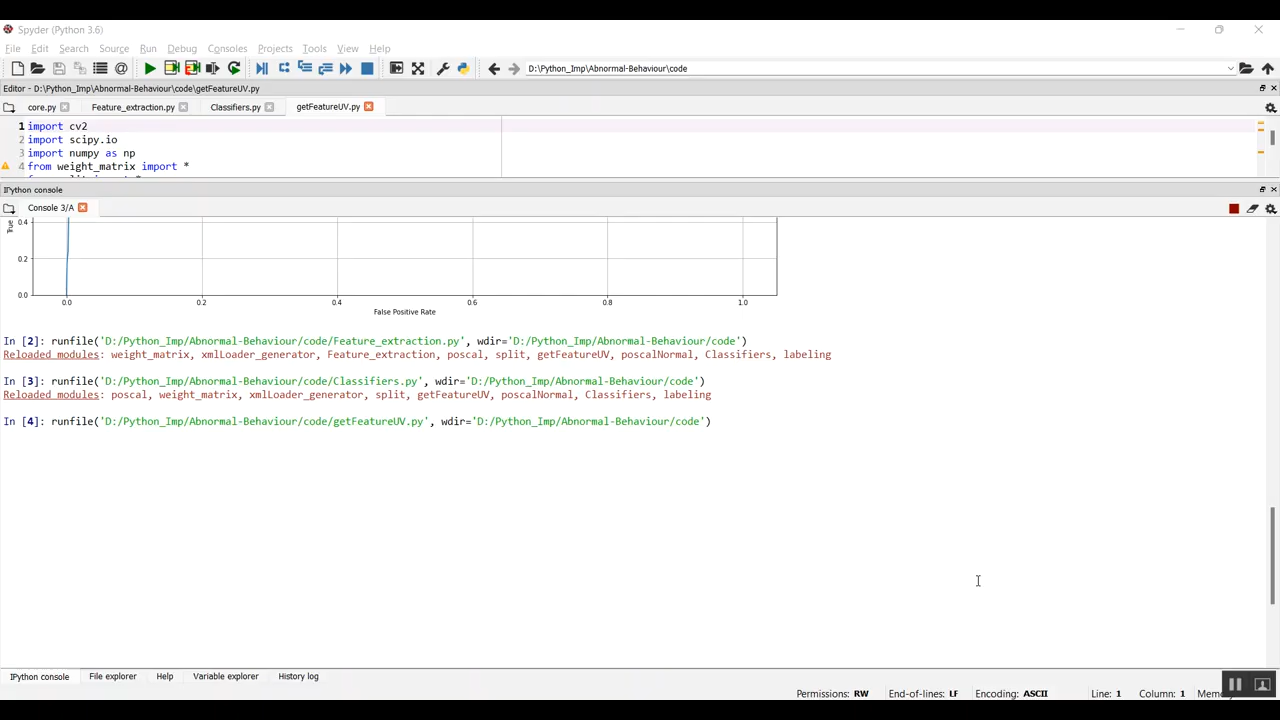 Spyder (Python 3.6)
File Edit Search Source Run Debug Consoles Projects Tools View Help
D:\Python_Imp\Abnormal-Behaviour\code
Editor - D:\Python_Imp\Abnormal-Behaviour\code\getFeatureUV.py
core.py Feature_extraction.py Classifiers.py getFeatureUV.py
1 import cv2
2 import scipy.io
3 import numpy as np
4 from weight_matrix import *
IPython console
Console 3/A
True
0.4
0.2
0.0
0.0 0.2 0.4 0.6 0.8 1.0
False Positive Rate
In [2]: runfile('D:/Python_Imp/Abnormal-Behaviour/code/Feature_extraction.py', wdir='D:/Python_Imp/Abnormal-Behaviour/code')
Reloaded modules: weight_matrix, xmlLoader_generator, Feature_extraction, poscal, split, getFeatureUV, poscalNormal, Classifiers, labeling
In [3]: runfile('D:/Python_Imp/Abnormal-Behaviour/code/Classifiers.py', wdir='D:/Python_Imp/Abnormal-Behaviour/code')
Reloaded modules: poscal, weight_matrix, xmlLoader_generator, split, getFeatureUV, poscalNormal, Classifiers, labeling
In [4]: runfile('D:/Python_Imp/Abnormal-Behaviour/code/getFeatureUV.py', wdir='D:/Python_Imp/Abnormal-Behaviour/code')
IPython console File explorer Help Variable explorer History log
Permissions: RW End-of-lines: LF Encoding: ASCII Line: 1 Column: 1